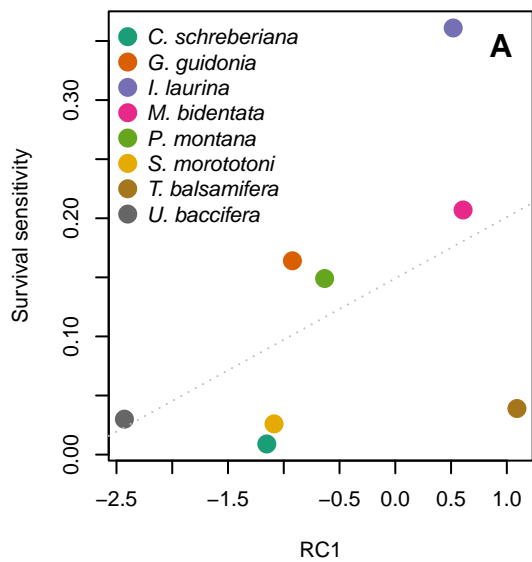 A
C. schreberiana
G. guidonia
I. laurina
M. bidentata
P. montana
S. morototoni
T. balsamifera
U. baccifera
Survival sensitivity
0.30
0.20
0.10
0.00
−2.5 −1.5 −0.5 0.0 0.5 1.0
RC1